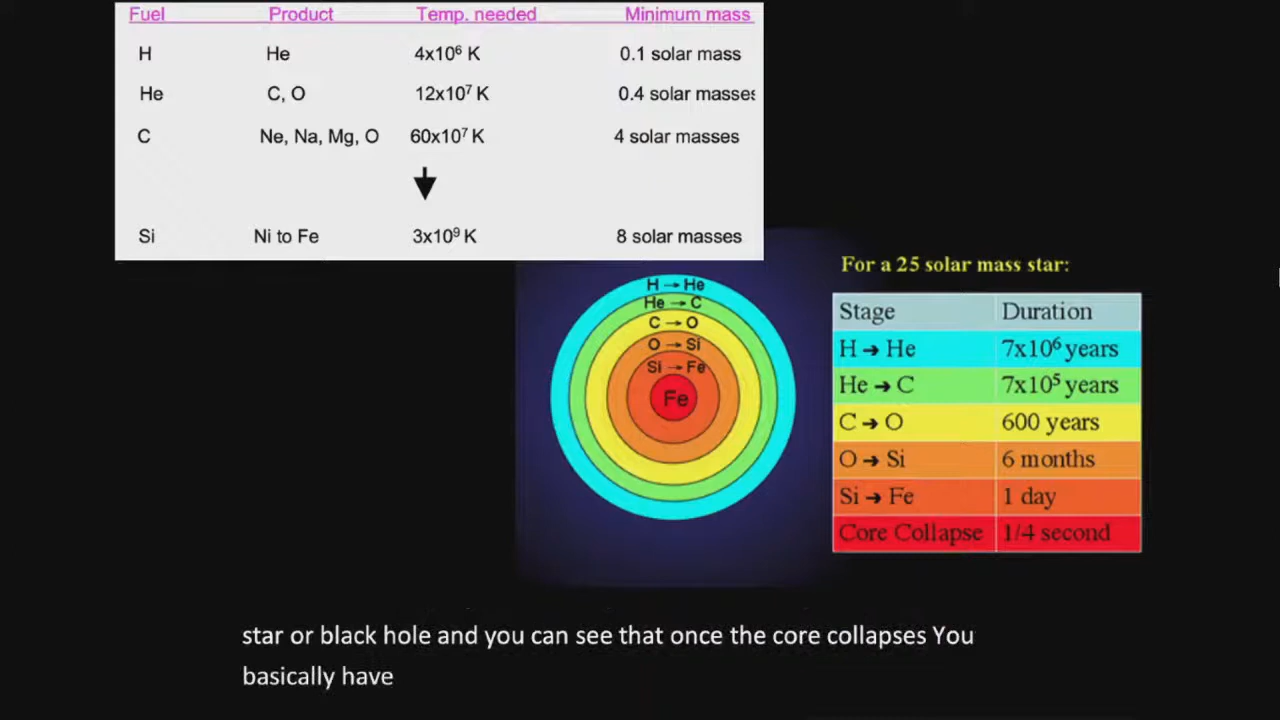 Fuel Product Temp. needed Minimum mass
H He 4x10⁶ K 0.1 solar mass
He C, O 12x10⁷ K 0.4 solar masses
C Ne, Na, Mg, O 60x10⁷ K 4 solar masses
Si Ni to Fe 3x10⁹ K 8 solar masses
H → He
He → C
C → O
O → Si
Si → Fe
Fe
For a 25 solar mass star:
Stage Duration
H → He 7x10⁶ years
He → C 7x10⁵ years
C → O 600 years
O → Si 6 months
Si → Fe 1 day
Core Collapse 1/4 second
star or black hole and you can see that once the core collapses You
basically have